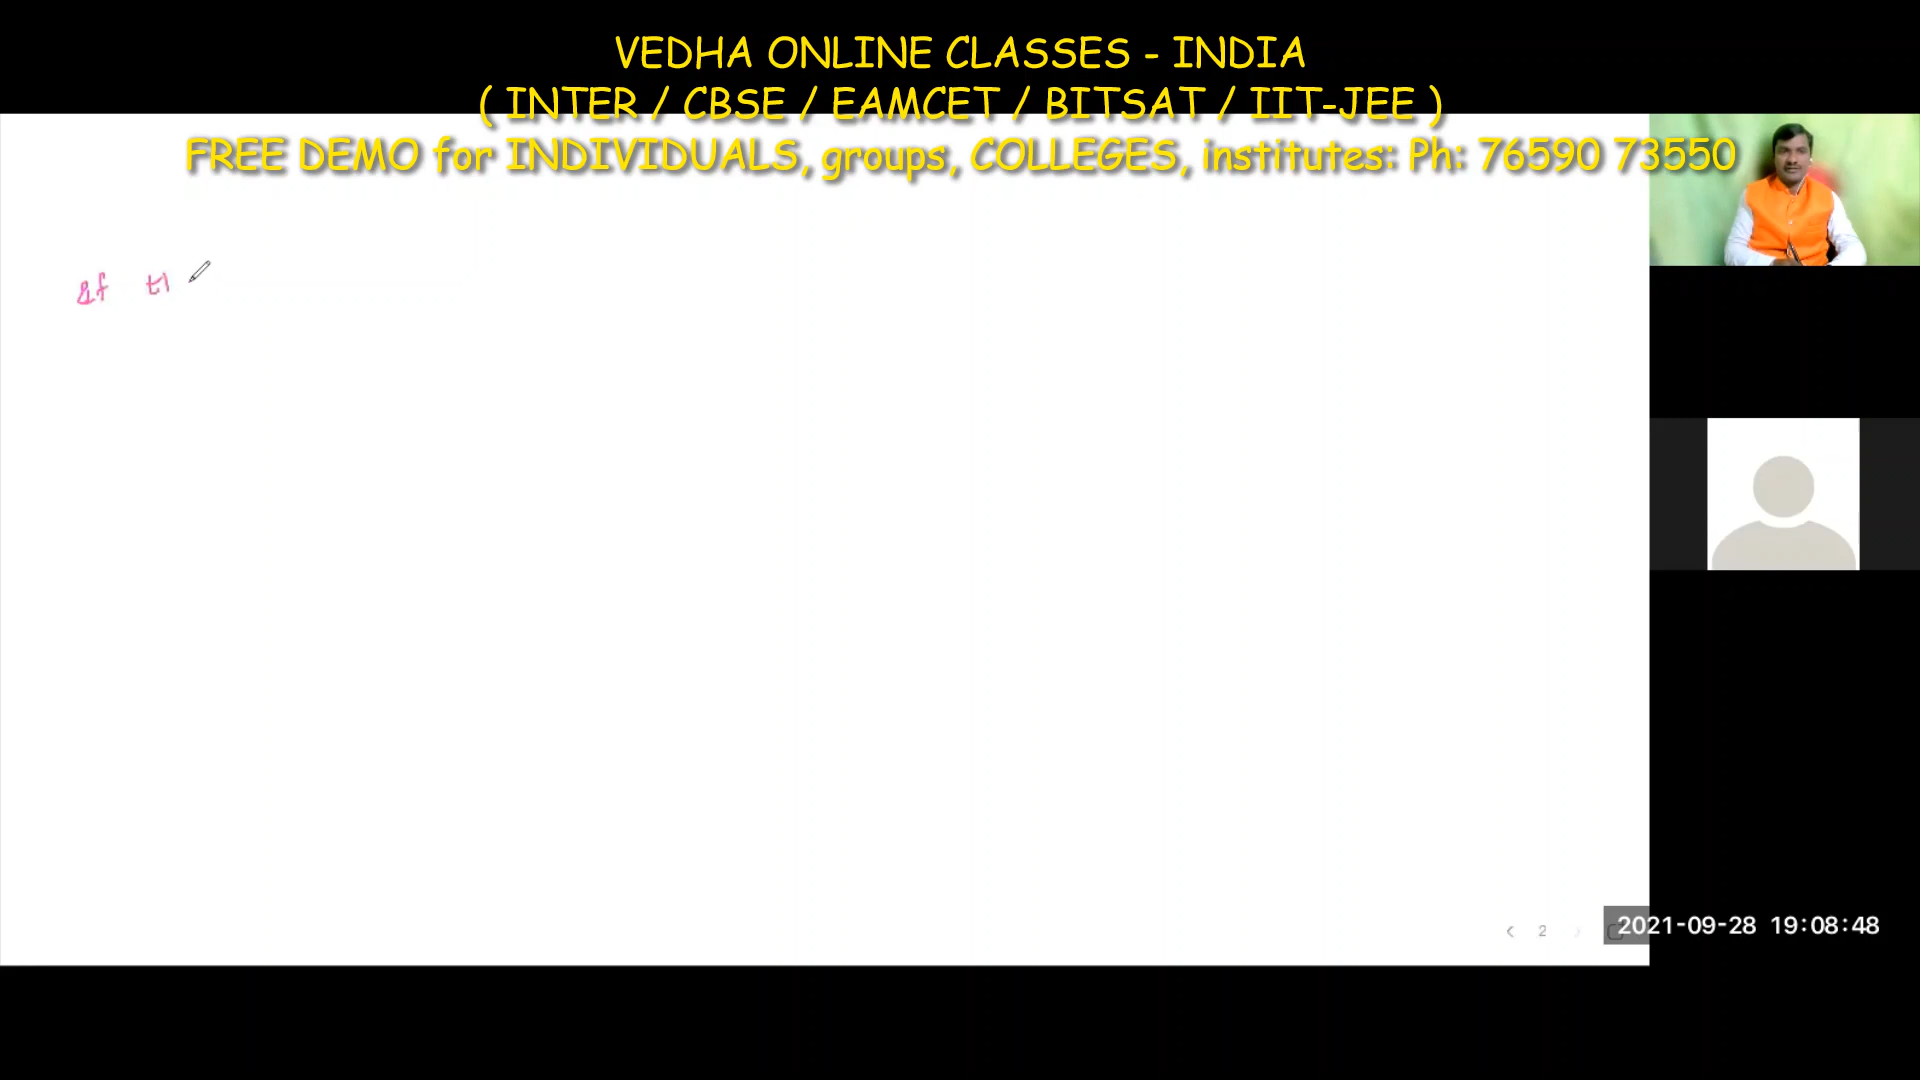 VEDHA ONLINE CLASSES - INDIA
( INTER / CBSE / EAMCET / BITSAT / IIT-JEE )
FREE DEMO for INDIVIDUALS, groups, COLLEGES, institutes: Ph: 76590 73550
If
2
2021-09-28 19:08:48